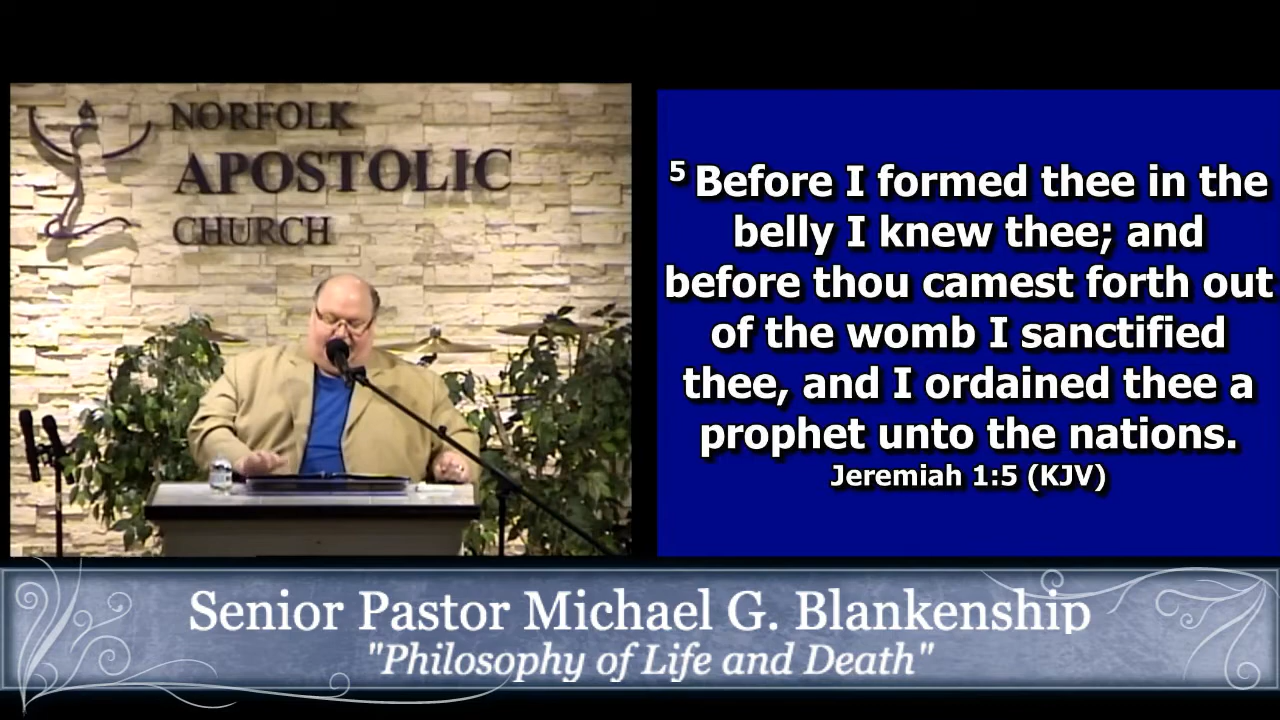 NORFOLK
APOSTOLIC
CHURCH
5 Before I formed thee in the
belly I knew thee; and
before thou camest forth out
of the womb I sanctified
thee, and I ordained thee a
prophet unto the nations.
Jeremiah 1:5 (KJV)
Senior Pastor Michael G. Blankenship
"Philosophy of Life and Death"